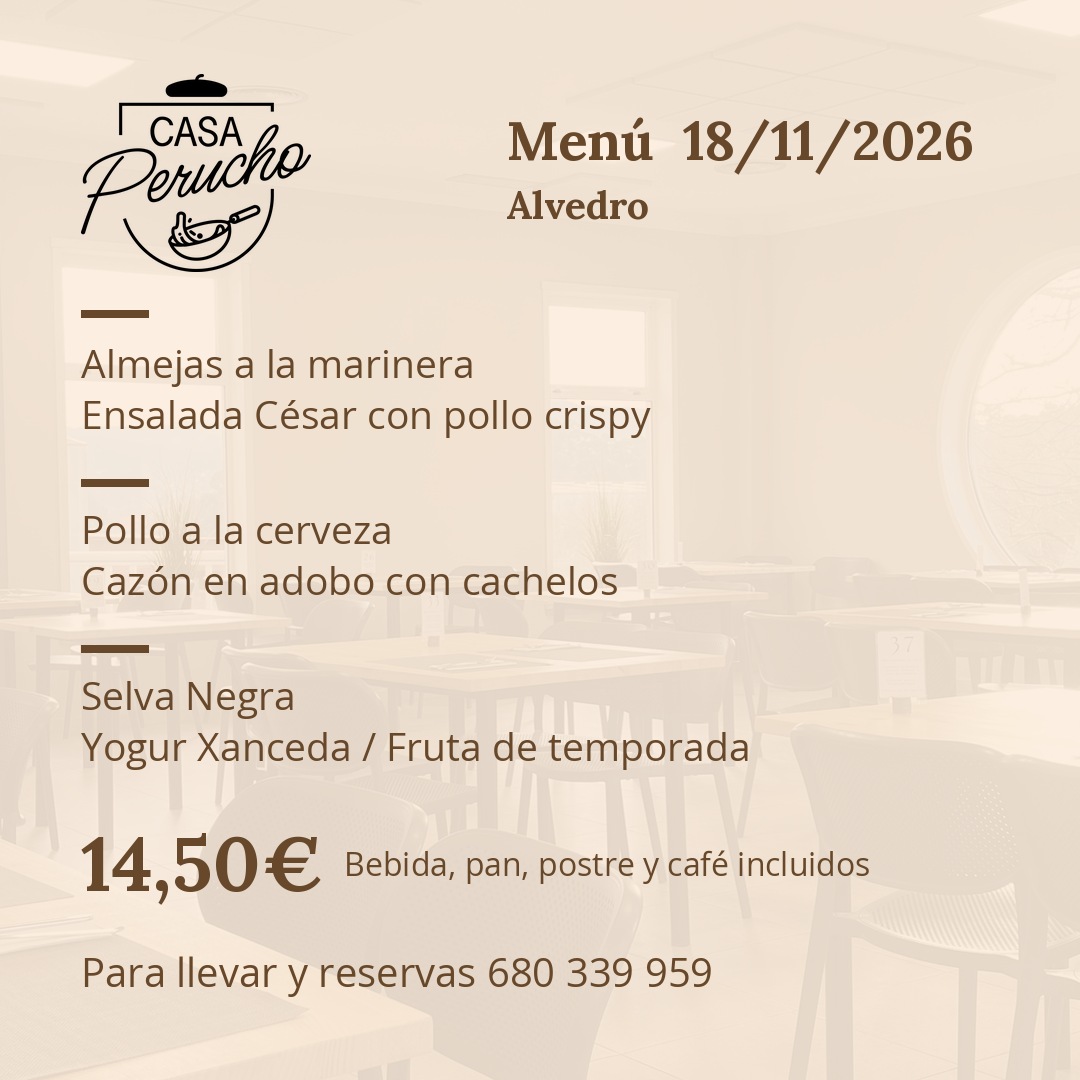 CASA
Perucho
Menú 18/11/2026
Alvedro
Almejas a la marinera
Ensalada César con pollo crispy
Pollo a la cerveza
Cazón en adobo con cachelos
Selva Negra
Yogur Xanceda / Fruta de temporada
37
14,50€ Bebida, pan, postre y café incluidos
Para llevar y reservas 680 339 959